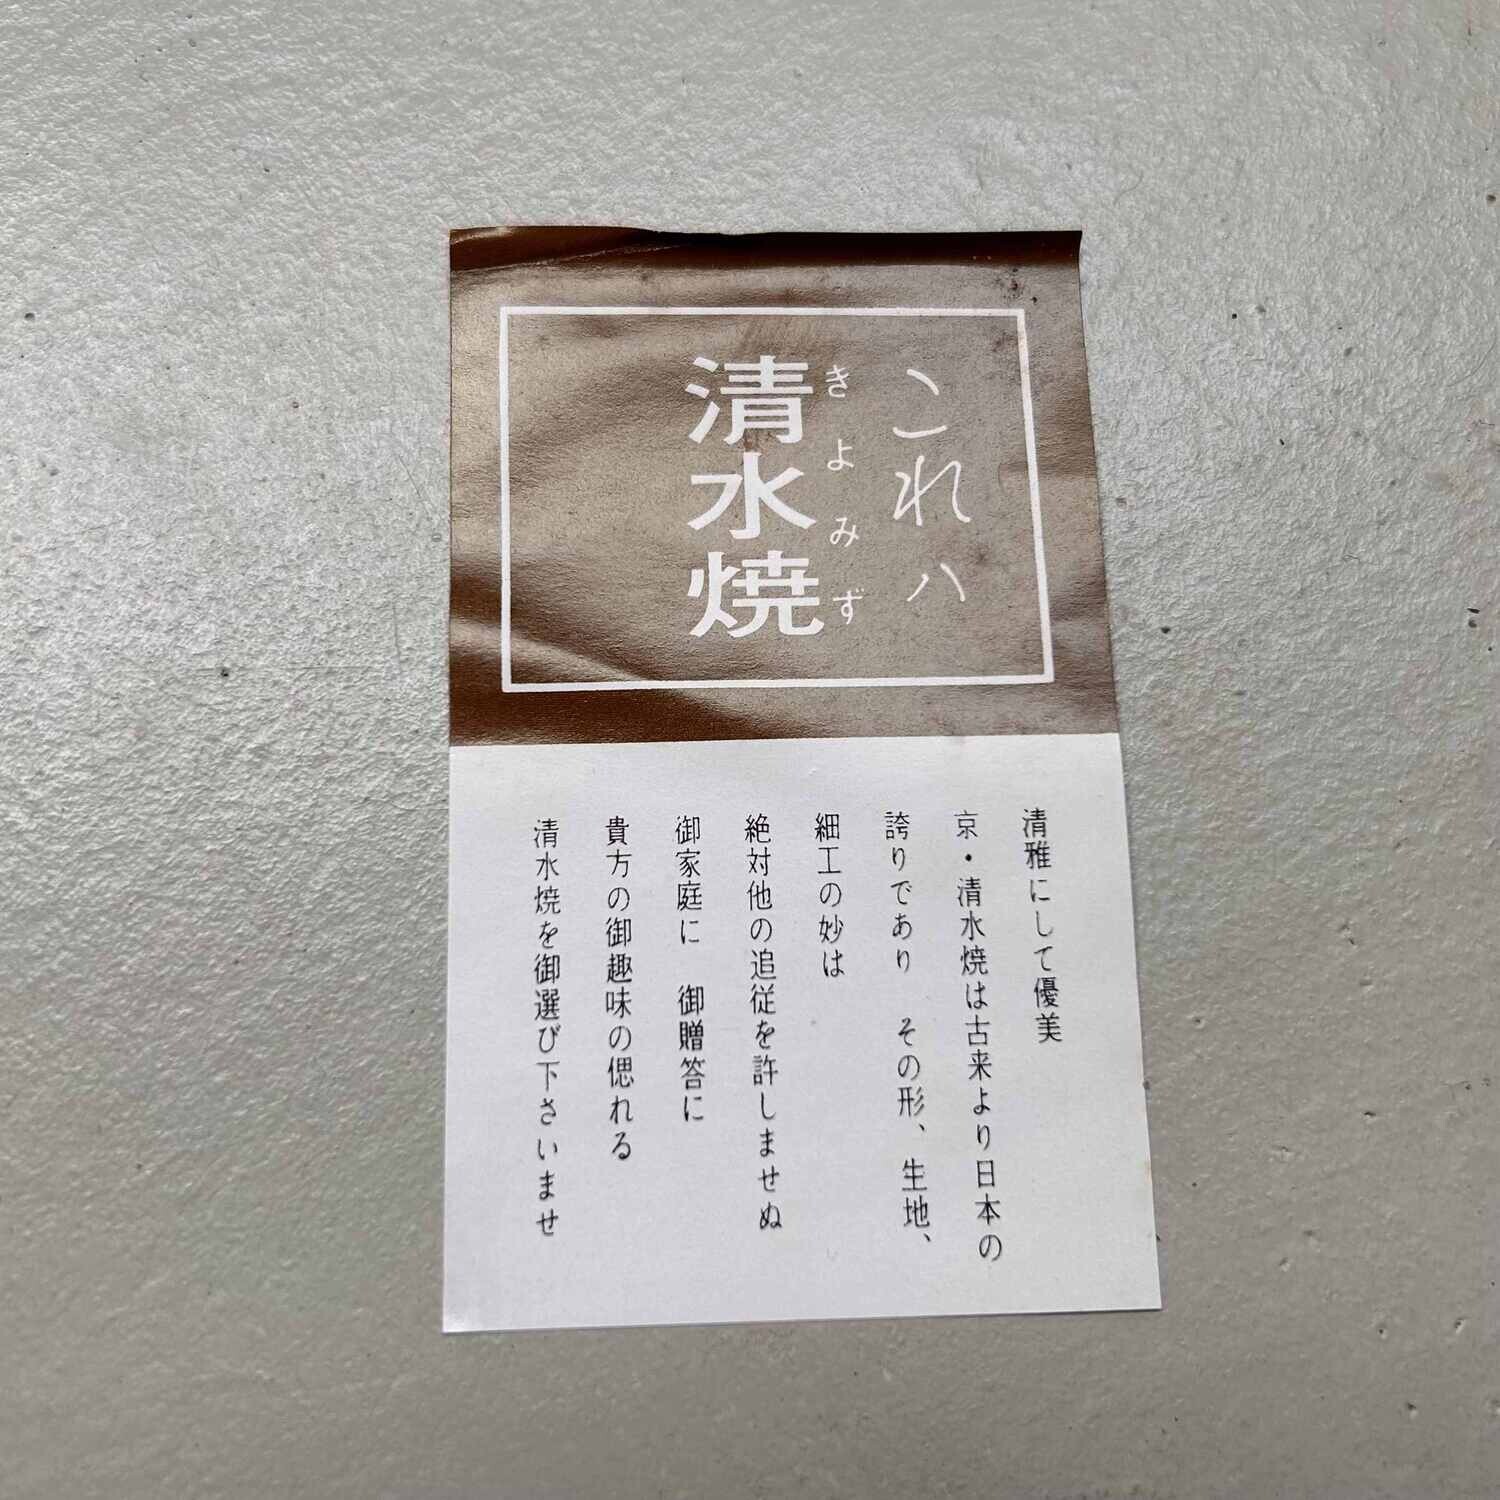 これハ
きよみず
清水焼
清雅にして優美
京・清水焼は古来より日本の
誇りであり　その形、生地、
細工の妙は
絶対他の追従を許しませぬ
御家庭に　御贈答に
貴方の御趣味の偲れる
清水焼を御選び下さいませ